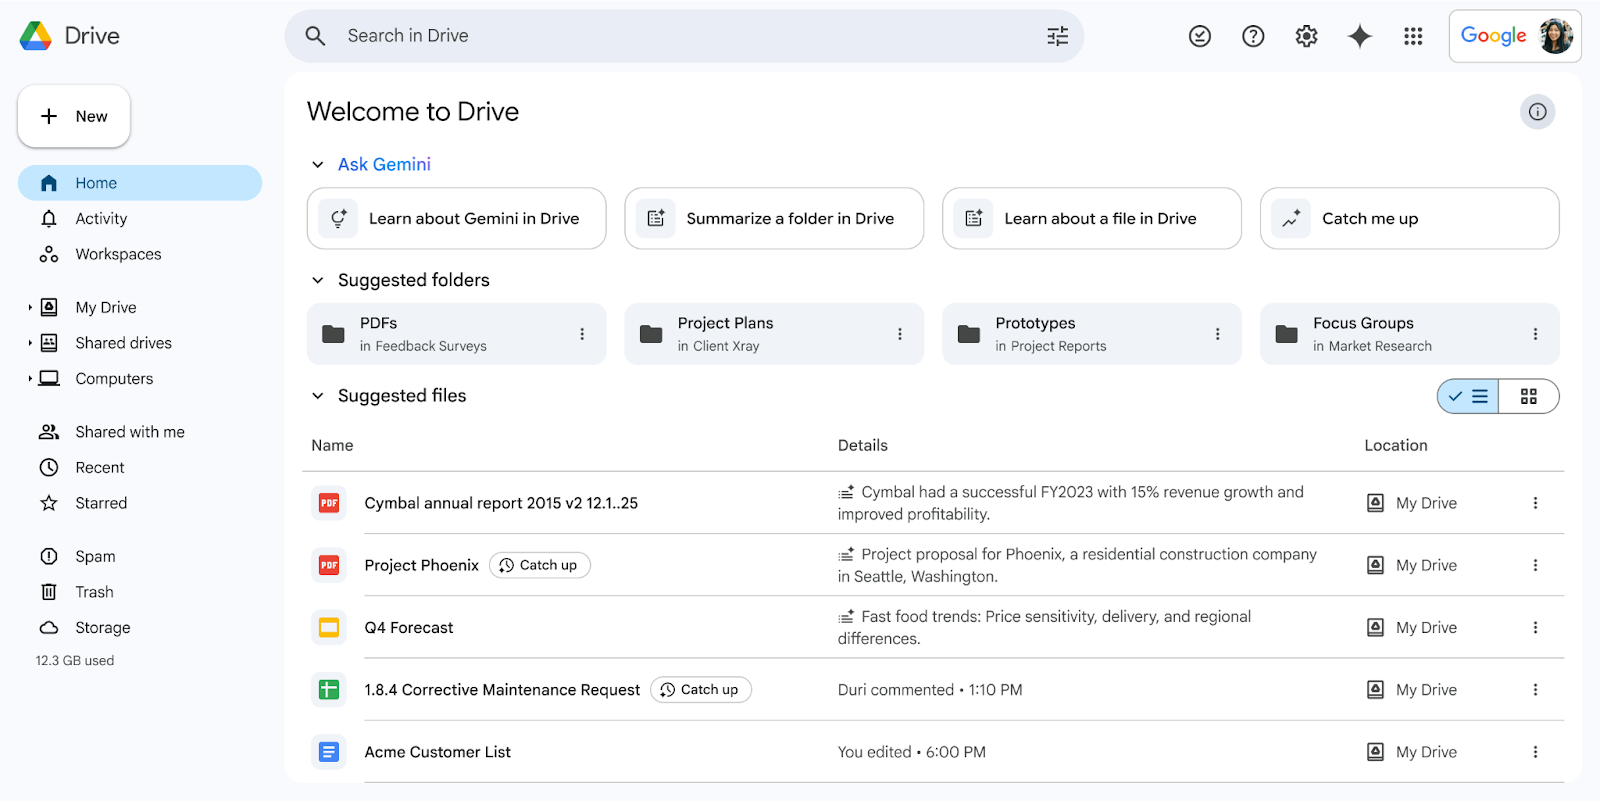 Drive
Search in Drive
Google
New
Welcome to Drive
Home
Activity
Workspaces
My Drive
Shared drives
Computers
Shared with me
Recent
Starred
Spam
Trash
Storage
12.3 GB used
Ask Gemini
Learn about Gemini in Drive
Summarize a folder in Drive
Learn about a file in Drive
Catch me up
Suggested folders
PDFs
in Feedback Surveys
Project Plans
in Client Xray
Prototypes
in Project Reports
Focus Groups
in Market Research
Suggested files
Name Details Location
PDF Cymbal annual report 2015 v2 12.1..25
Cymbal had a successful FY2023 with 15% revenue growth and
improved profitability.
My Drive
PDF Project Phoenix Catch up
Project proposal for Phoenix, a residential construction company
in Seattle, Washington.
My Drive
Q4 Forecast
Fast food trends: Price sensitivity, delivery, and regional
differences.
My Drive
1.8.4 Corrective Maintenance Request Catch up
Duri commented • 1:10 PM
My Drive
Acme Customer List
You edited • 6:00 PM
My Drive